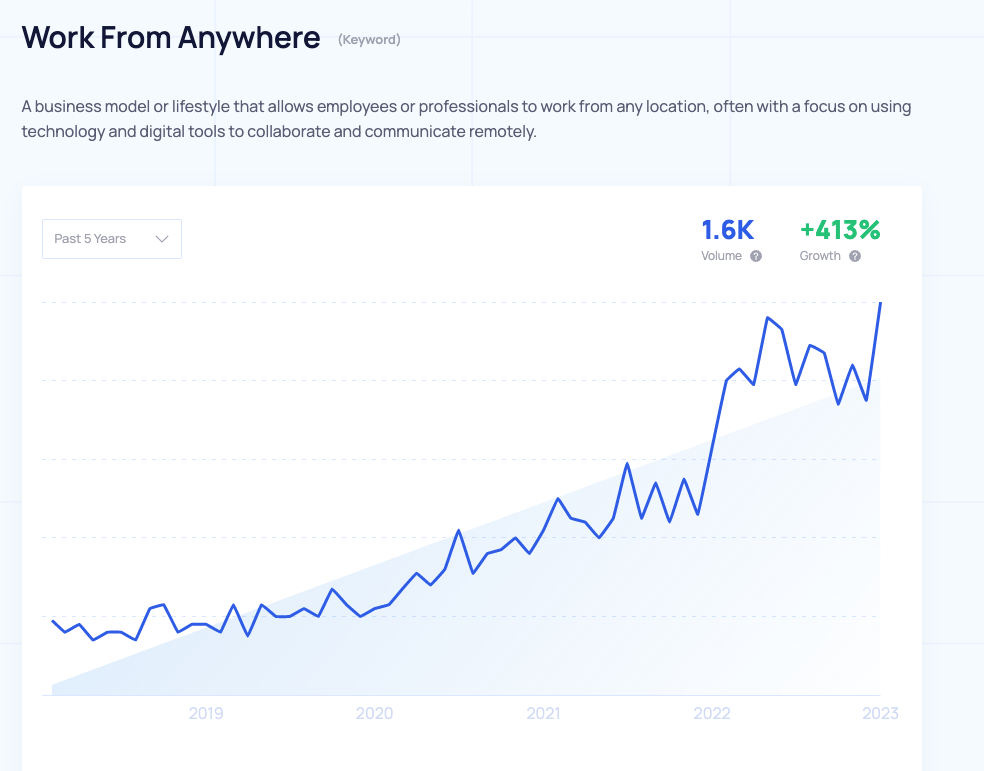 Work From Anywhere (Keyword)
A business model or lifestyle that allows employees or professionals to work from any location, often with a focus on using
technology and digital tools to collaborate and communicate remotely.
Past 5 Years
1.6K +413%
Volume ? Growth ?
2019 2020 2021 2022 2023